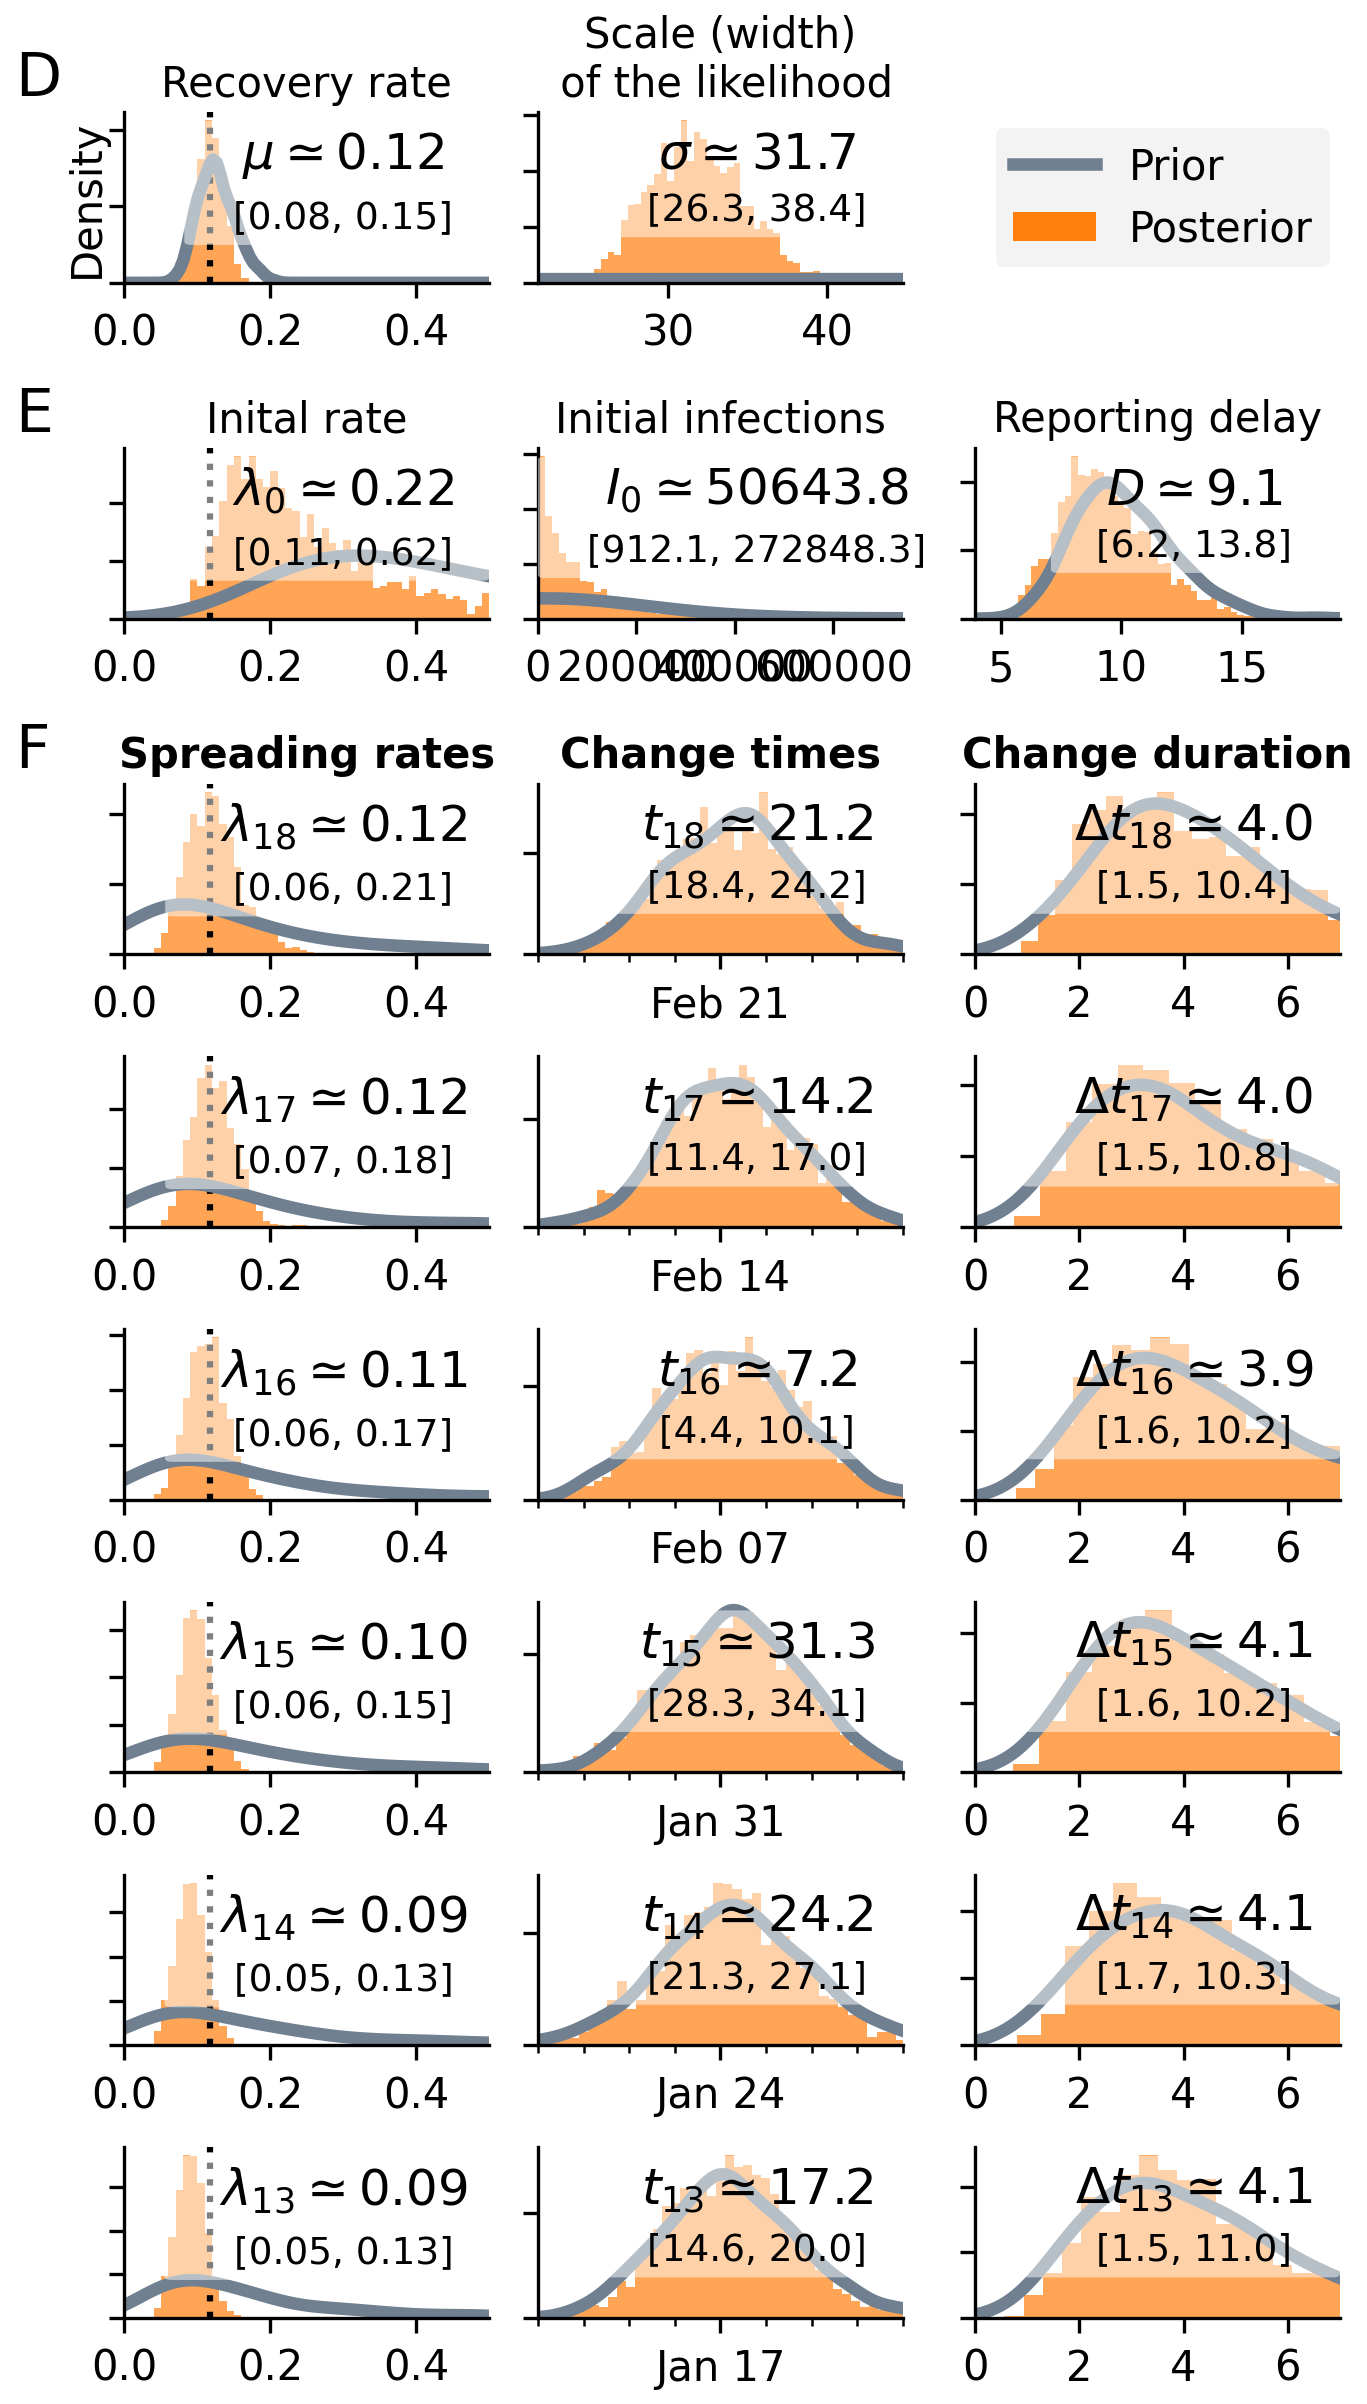 D
Recovery rate
Scale (width)
of the likelihood
Density
μ ≃ 0.12
[0.08, 0.15]
0.0 0.2 0.4
σ ≃ 31.7
[26.3, 38.4]
30 40
Prior
Posterior
E
Inital rate
λ0 ≃ 0.22
[0.11, 0.62]
0.0 0.2 0.4
Initial infections
I0 ≃ 50643.8
[912.1, 272848.3]
0 200000 400000 600000
Reporting delay
D ≃ 9.1
[6.2, 13.8]
5 10 15
F
Spreading rates
Change times
Change duration
λ18 ≃ 0.12
[0.06, 0.21]
0.0 0.2 0.4
t18 ≃ 21.2
[18.4, 24.2]
Feb 21
Δt18 ≃ 4.0
[1.5, 10.4]
0 2 4 6
λ17 ≃ 0.12
[0.07, 0.18]
0.0 0.2 0.4
t17 ≃ 14.2
[11.4, 17.0]
Feb 14
Δt17 ≃ 4.0
[1.5, 10.8]
0 2 4 6
λ16 ≃ 0.11
[0.06, 0.17]
0.0 0.2 0.4
t16 ≃ 7.2
[4.4, 10.1]
Feb 07
Δt16 ≃ 3.9
[1.6, 10.2]
0 2 4 6
λ15 ≃ 0.10
[0.06, 0.15]
0.0 0.2 0.4
t15 ≃ 31.3
[28.3, 34.1]
Jan 31
Δt15 ≃ 4.1
[1.6, 10.2]
0 2 4 6
λ14 ≃ 0.09
[0.05, 0.13]
0.0 0.2 0.4
t14 ≃ 24.2
[21.3, 27.1]
Jan 24
Δt14 ≃ 4.1
[1.7, 10.3]
0 2 4 6
λ13 ≃ 0.09
[0.05, 0.13]
0.0 0.2 0.4
t13 ≃ 17.2
[14.6, 20.0]
Jan 17
Δt13 ≃ 4.1
[1.5, 11.0]
0 2 4 6